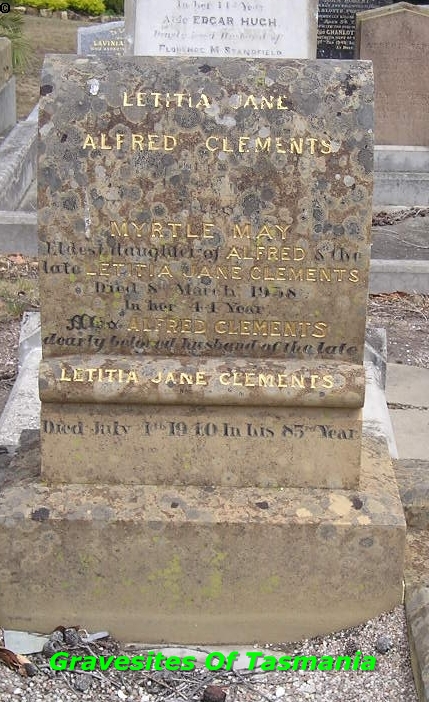 In her 11th Year
Also EDGAR HUGH
FLORENCE M. STANDFIELD
LAVINIA
CHARLOTTE
LETITIA JANE
ALFRED CLEMENTS
MYRTLE MAY
Eldest daughter of ALFRED & the
late LETITIA JANE CLEMENTS
Died 8th March 1938
In her 44 Year
Also ALFRED CLEMENTS
dearly beloved husband of the late
LETITIA JANE CLEMENTS
Died July 1th 1940 In his 83rd Year
Gravesites Of Tasmania